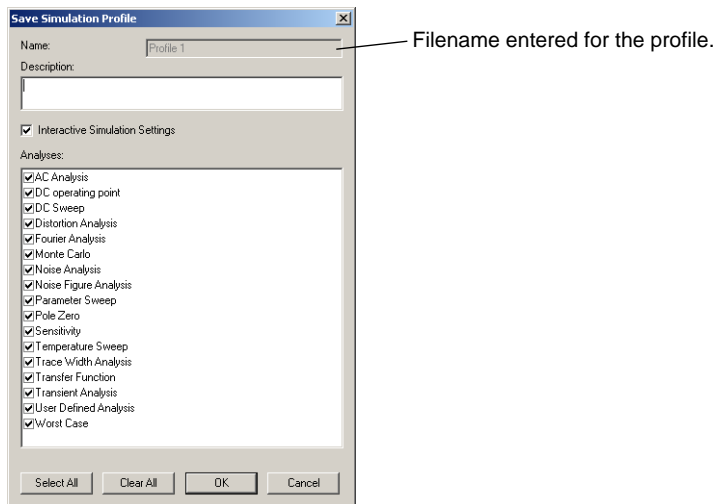 Save Simulation Profile
Name: Profile 1
Filename entered for the profile.
Description:
Interactive Simulation Settings
Analyses:
AC Analysis
DC operating point
DC Sweep
Distortion Analysis
Fourier Analysis
Monte Carlo
Noise Analysis
Noise Figure Analysis
Parameter Sweep
Pole Zero
Sensitivity
Temperature Sweep
Trace Width Analysis
Transfer Function
Transient Analysis
User Defined Analysis
Worst Case
Select All Clear All OK Cancel